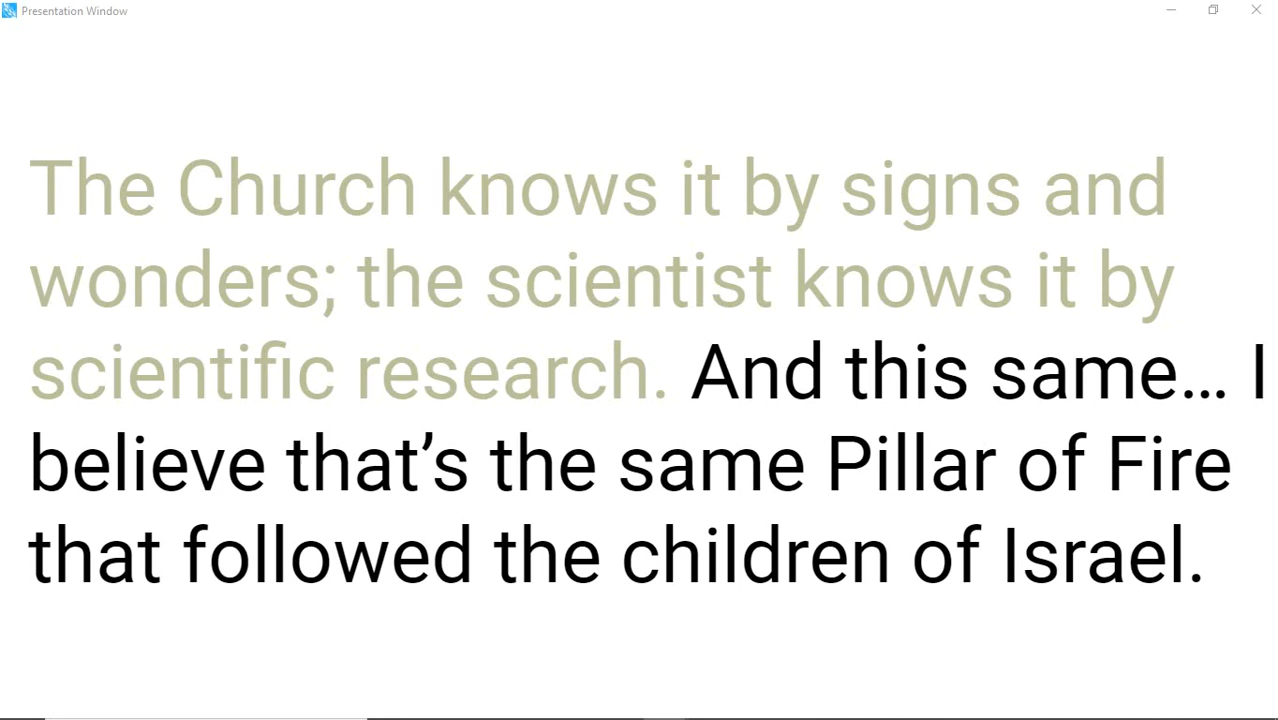 Presentation Window
The Church knows it by signs and
wonders; the scientist knows it by
scientific research. And this same… I
believe that’s the same Pillar of Fire
that followed the children of Israel.